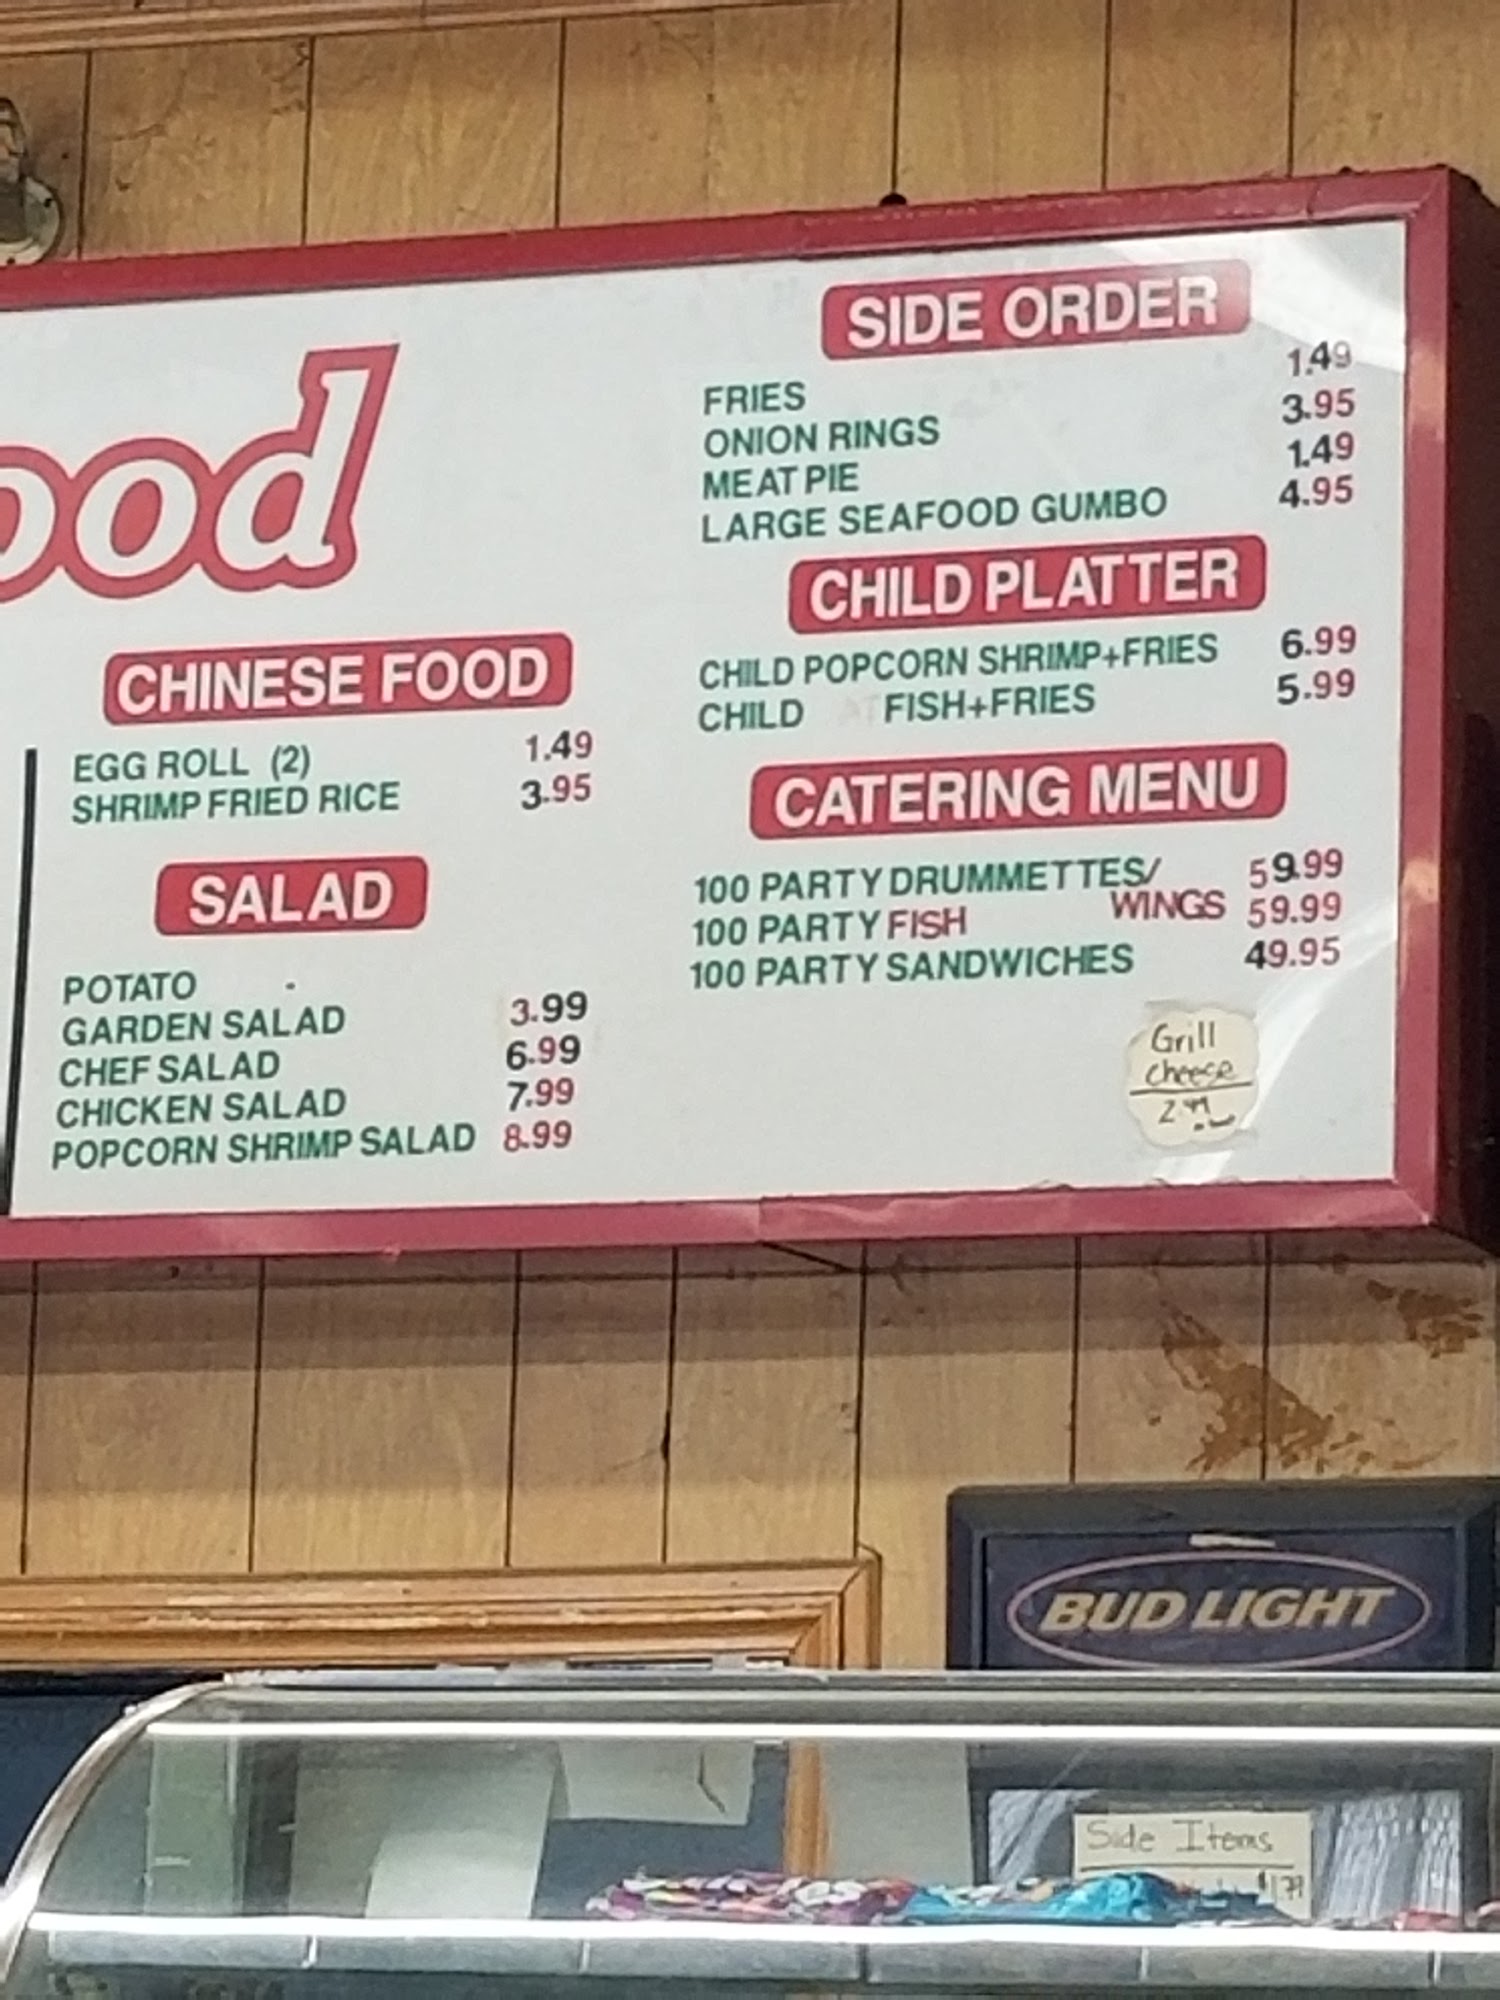 ood
CHINESE FOOD
EGG ROLL (2) 1.49
SHRIMP FRIED RICE 3.95
SALAD
POTATO
GARDEN SALAD 3.99
CHEF SALAD 6.99
CHICKEN SALAD 7.99
POPCORN SHRIMP SALAD 8.99
SIDE ORDER
FRIES 1.49
ONION RINGS 3.95
MEAT PIE 1.49
LARGE SEAFOOD GUMBO 4.95
CHILD PLATTER
CHILD POPCORN SHRIMP+FRIES 6.99
CHILD FISH+FRIES 5.99
CATERING MENU
100 PARTY DRUMMETTES/ 59.99
WINGS
100 PARTY FISH 59.99
100 PARTY SANDWICHES 49.95
Grill
cheese
2.99
BUD LIGHT
Side Items